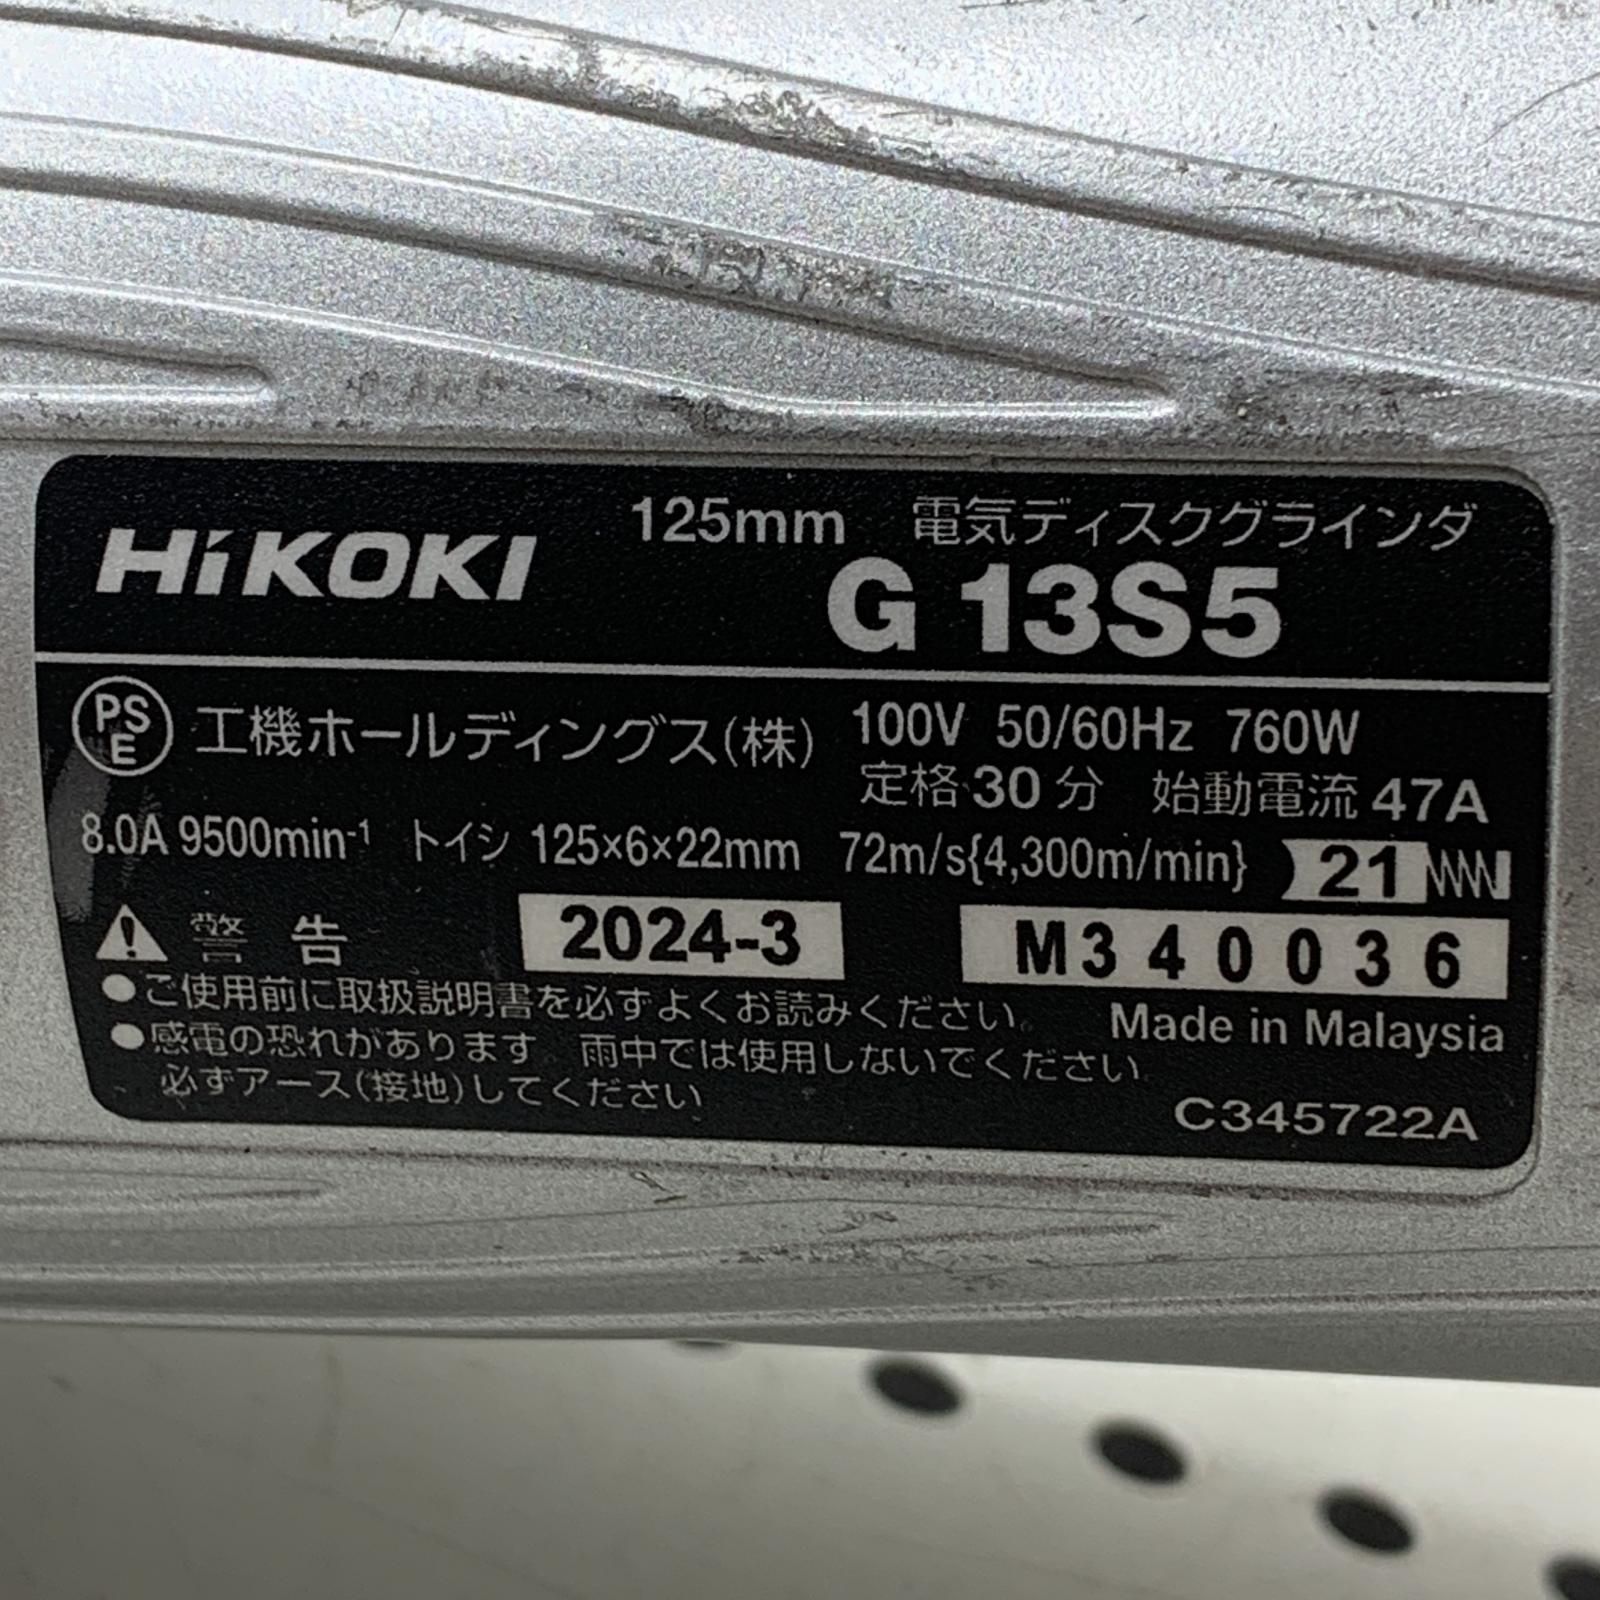 125mm 電気ディスクグラインダ
HiKOKI G 13S5
PSE 工機ホールディングス(株) 100V 50/60Hz 760W
定格 30 分 始動電流 47A
8.0A 9500min⁻¹ トイシ 125×6×22mm 72m/s{4,300m/min} 21
警告 2024-3 M340036
●ご使用前に取扱説明書を必ずよくお読みください。
Made in Malaysia
●感電の恐れがあります。雨中では使用しないでください。
必ずアース(接地)してください
C345722A